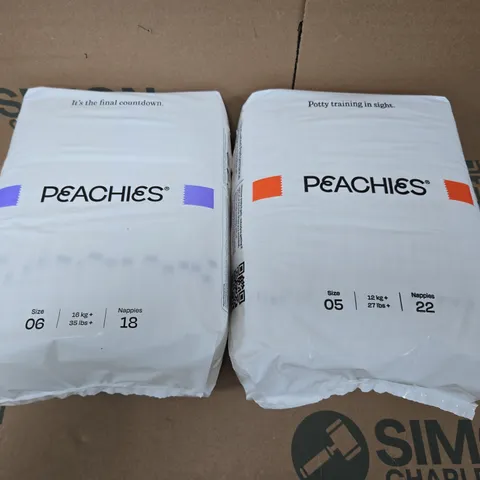 It's the final countdown.
PEACHIES®
Size
06
16 kg+
35 lbs+
Nappies
18
Potty training in sight.
PEACHIES®
Size
05
12 kg+
27 lbs+
Nappies
22
SIM
CHARLE